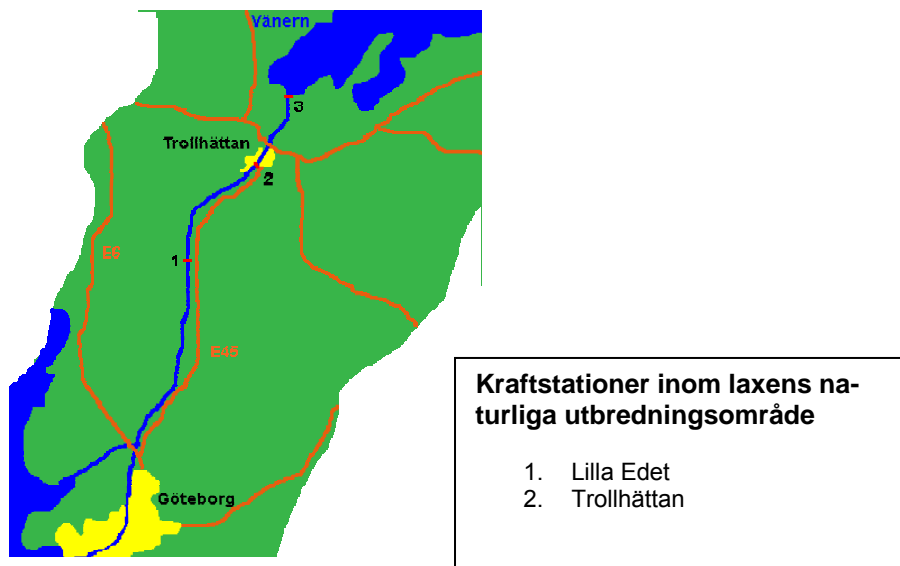 Vänern
3
Trollhättan
2
E6
1
E45
Göteborg
Kraftstationer inom laxens na-
turliga utbredningsområde
1. Lilla Edet
2. Trollhättan